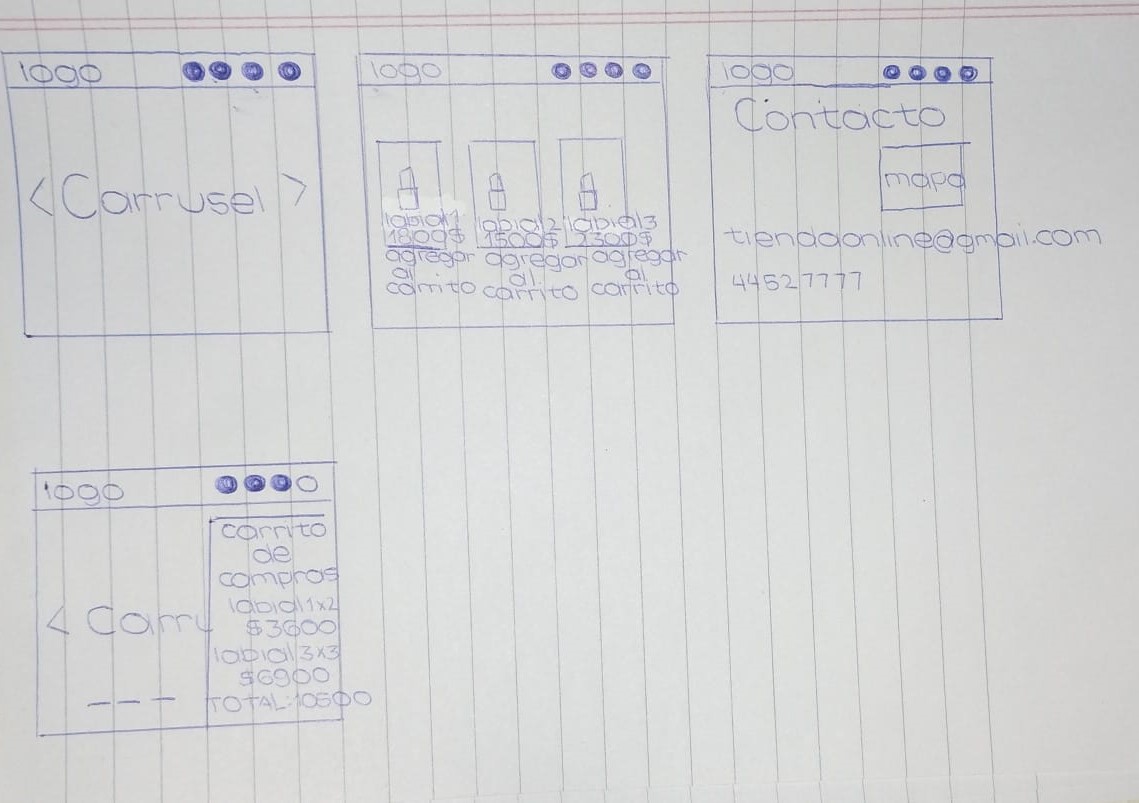 logo
< Carrusel >
logo
labial1
1800$
agregar
al
carrito
labial2
1500$
agregar
al
carrito
labial3
2300$
agregar
al
carrito
logo
Contacto
mapa
tiendaonline@gmail.com
44527777
logo
< Carru
carrito
de
compras
labial1x2
$3600
labial3x3
$6900
TOTAL:10500